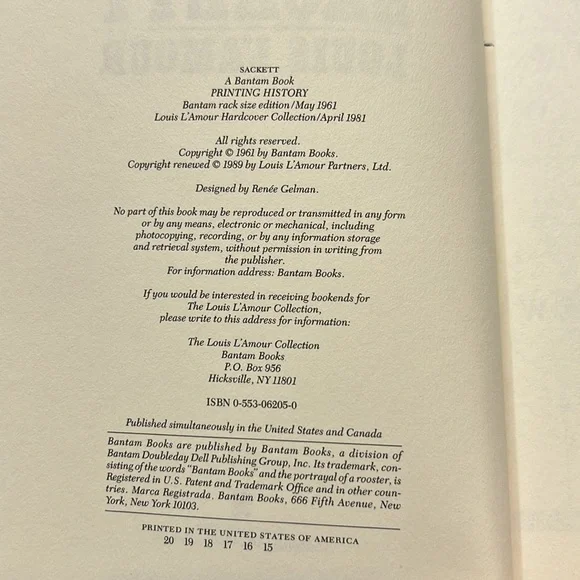 SACKETT
A Bantam Book
PRINTING HISTORY
Bantam rack size edition/May 1961
Louis L'Amour Hardcover Collection/April 1981
All rights reserved.
Copyright © 1961 by Bantam Books.
Copyright renewed © 1989 by Louis L'Amour Partners, Ltd.
Designed by Renée Gelman.
No part of this book may be reproduced or transmitted in any form
or by any means, electronic or mechanical, including
photocopying, recording, or by any information storage
and retrieval system, without permission in writing from
the publisher.
For information address: Bantam Books.
If you would be interested in receiving bookends for
The Louis L'Amour Collection,
please write to this address for information:
The Louis L'Amour Collection
Bantam Books
P.O. Box 956
Hicksville, NY 11801
ISBN 0-553-06205-0
Published simultaneously in the United States and Canada
Bantam Books are published by Bantam Books, a division of
Bantam Doubleday Dell Publishing Group, Inc. Its trademark, con-
sisting of the words "Bantam Books" and the portrayal of a rooster, is
Registered in U.S. Patent and Trademark Office and in other coun-
tries. Marca Registrada. Bantam Books, 666 Fifth Avenue, New
York, New York 10103.
PRINTED IN THE UNITED STATES OF AMERICA
20 19 18 17 16 15